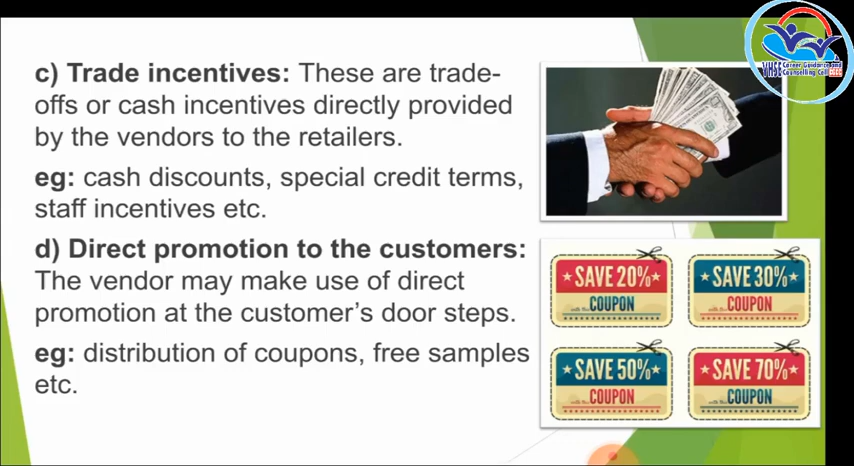 c) Trade incentives: These are trade-
offs or cash incentives directly provided
by the vendors to the retailers.
eg: cash discounts, special credit terms,
staff incentives etc.
d) Direct promotion to the customers:
The vendor may make use of direct
promotion at the customer's door steps.
eg: distribution of coupons, free samples
etc.
VHSE Career Guidance and
Counselling Cell CGCC
SAVE 20%
COUPON
SAVE 30%
COUPON
SAVE 50%
COUPON
SAVE 70%
COUPON